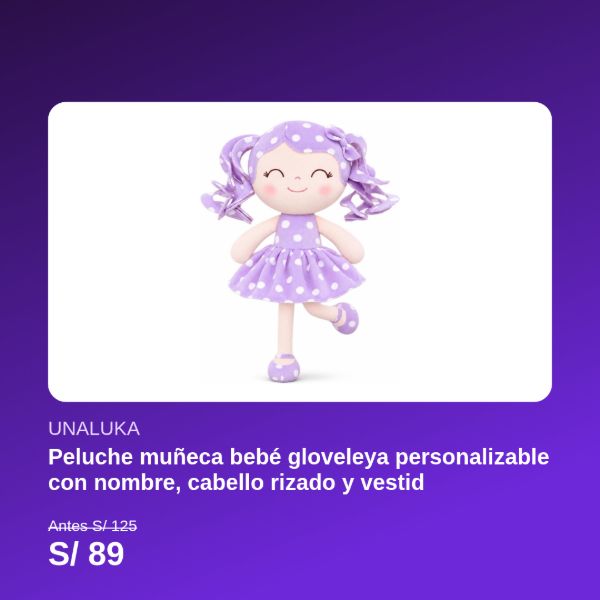 UNALUKA
Peluche muñeca bebé gloveleya personalizable
con nombre, cabello rizado y vestid
Antes S/ 125
S/ 89